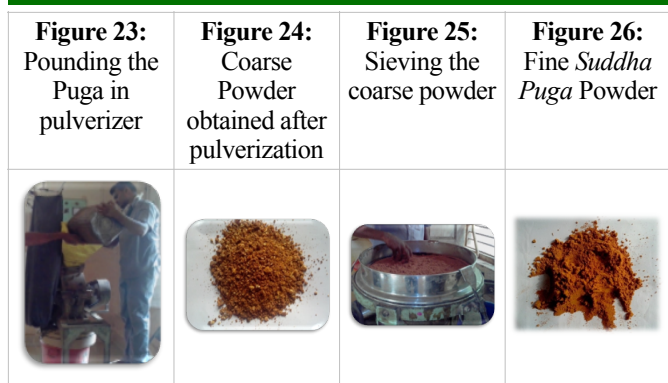 Figure 23:
Pounding the
Puga in
pulverizer
Figure 24:
Coarse
Powder
obtained after
pulverization
Figure 25:
Sieving the
coarse powder
Figure 26:
Fine Suddha
Puga Powder